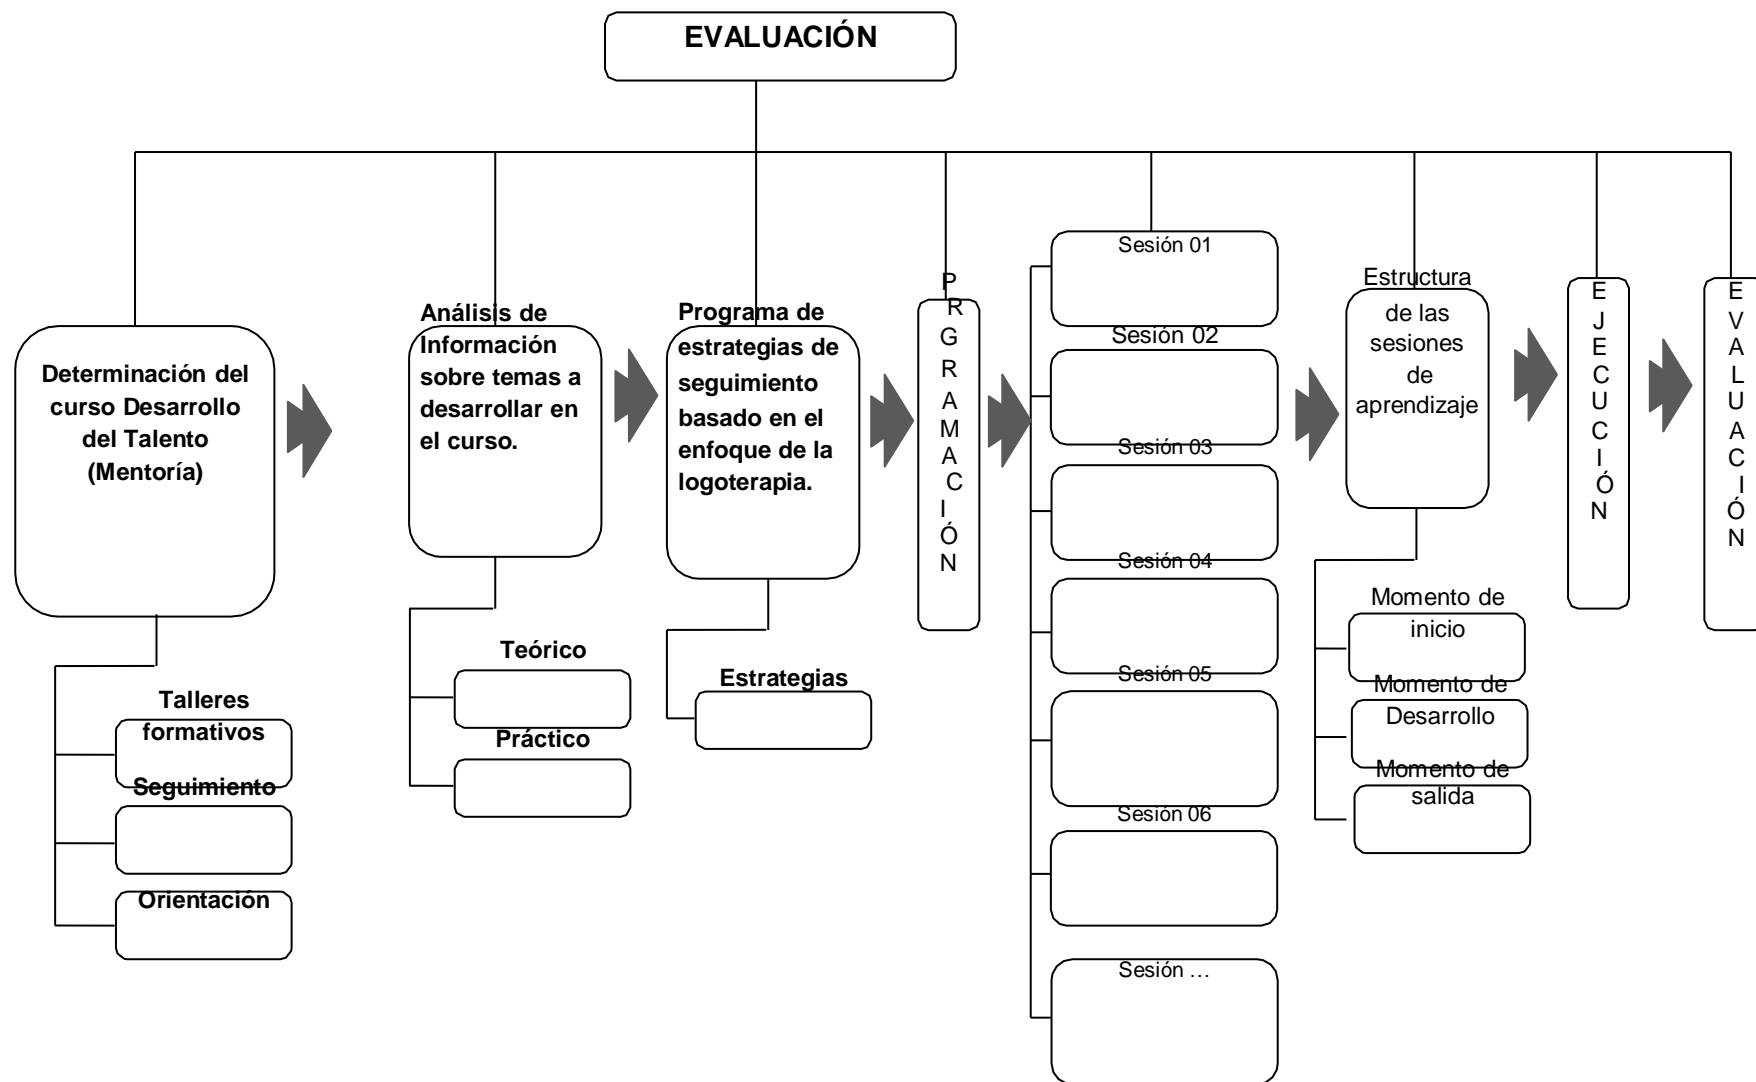 EVALUACIÓN
Determinación del
curso Desarrollo
del Talento
(Mentoría)
Talleres
formativos
Seguimiento
Orientación
Análisis de
Información
sobre temas a
desarrollar en
el curso.
Teórico
Práctico
Programa de
estrategias de
seguimiento
basado en el
enfoque de la
logoterapia.
Estrategias
PRGRAMACIÓN
Sesión 01
Sesión 02
Sesión 03
Sesión 04
Sesión 05
Sesión 06
Sesión …
Estructura
de las
sesiones
de
aprendizaje
Momento de
inicio
Momento de
Desarrollo
Momento de
salida
EJECUCIÓN
EVALUACIÓN